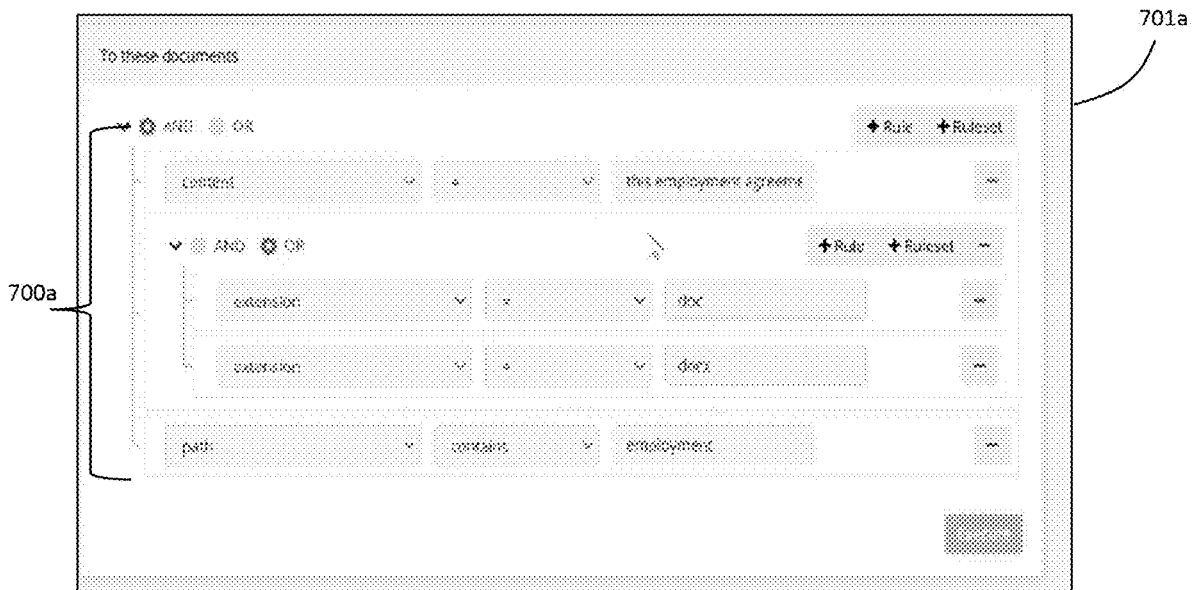 701a
To these documents
AND OR +Rule +Ruleset
content this employment agreeme
AND OR +Rule +Ruleset
700a
extension doc
extension docx
path contains employment